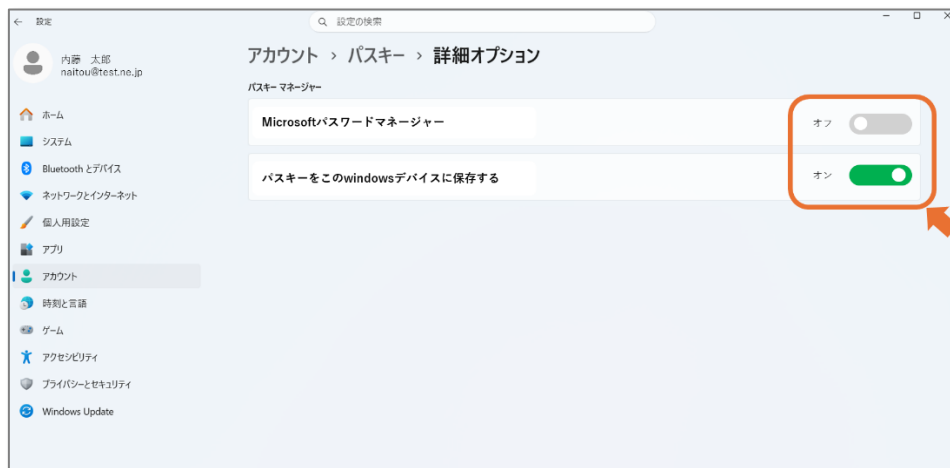 設定
設定の検索
内藤 太郎
naitou@test.ne.jp
アカウント › パスキー › 詳細オプション
パスキー マネージャー
Microsoftパスワードマネージャー
オフ
パスキーをこのwindowsデバイスに保存する
オン
ホーム
システム
Bluetooth とデバイス
ネットワークとインターネット
個人用設定
アプリ
アカウント
時刻と言語
ゲーム
アクセシビリティ
プライバシーとセキュリティ
Windows Update